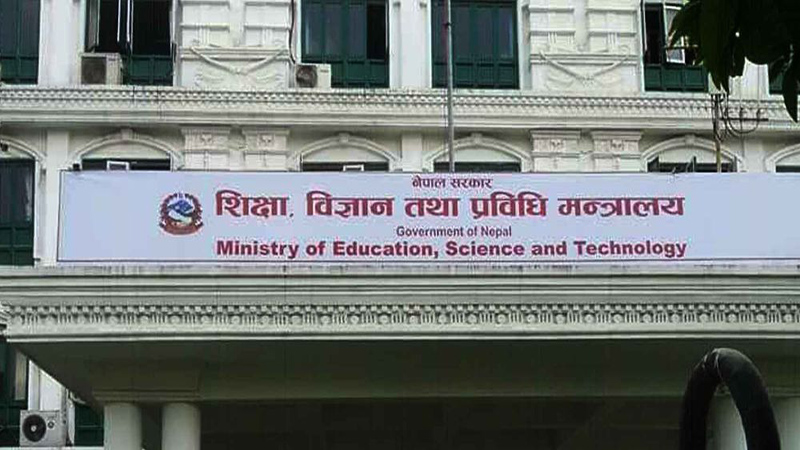 नेपाल सरकार
शिक्षा, विज्ञान तथा प्रविधि मन्त्रालय
Government of Nepal
Ministry of Education, Science and Technology